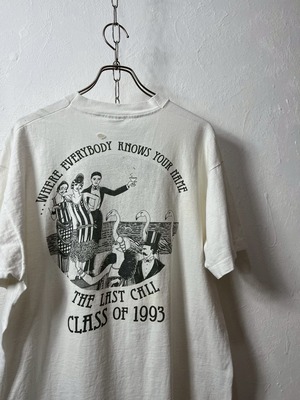 ...WHERE EVERYBODY KNOWS YOUR NAME
THE LAST CALL
CLASS OF 1993